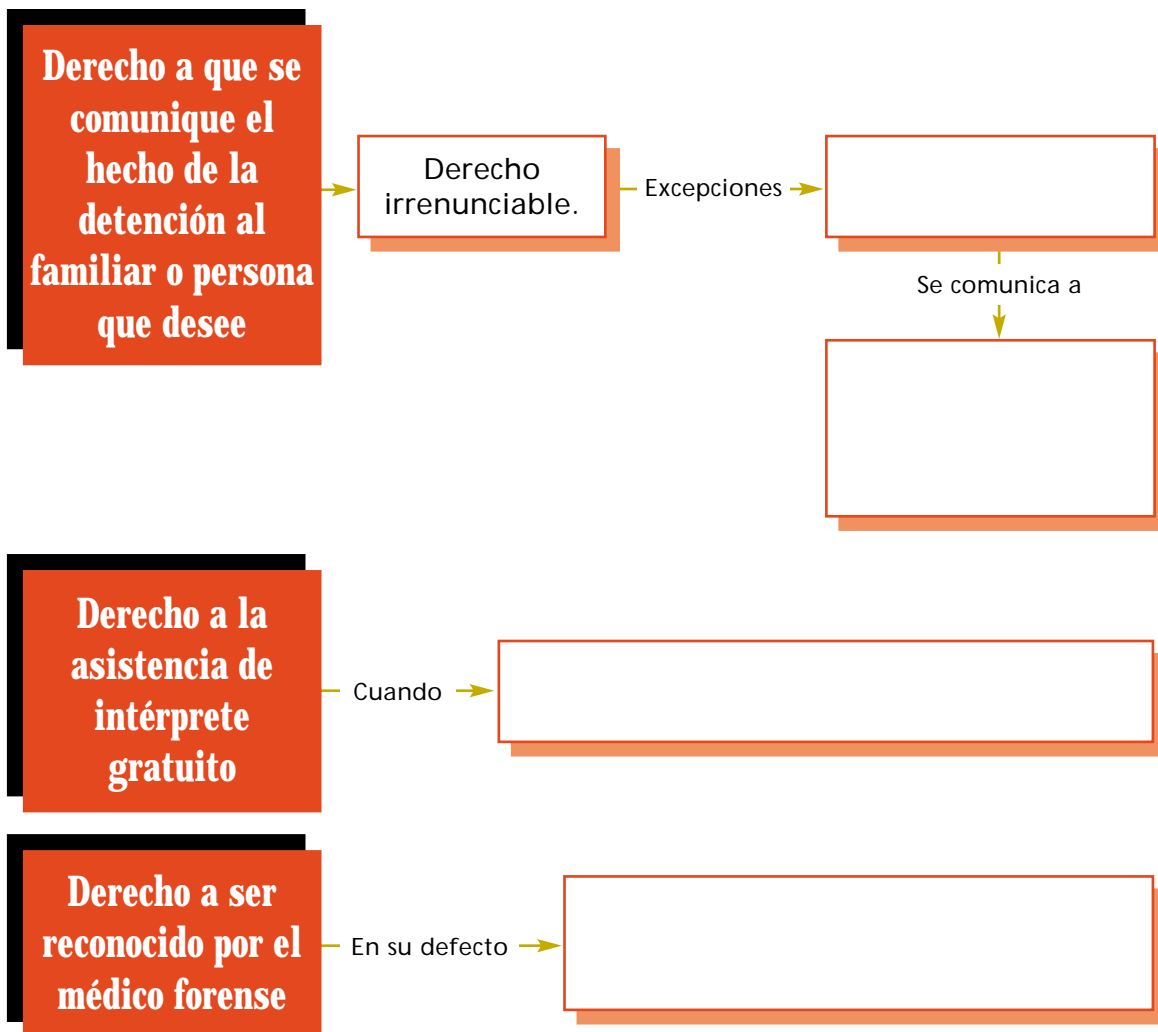 Derecho a que se
comunique el
hecho de la
detención al
familiar o persona
que desee
Derecho
irrenunciable.
Excepciones
Se comunica a
Derecho a la
asistencia de
intérprete
gratuito
Cuando
Derecho a ser
reconocido por el
médico forense
En su defecto